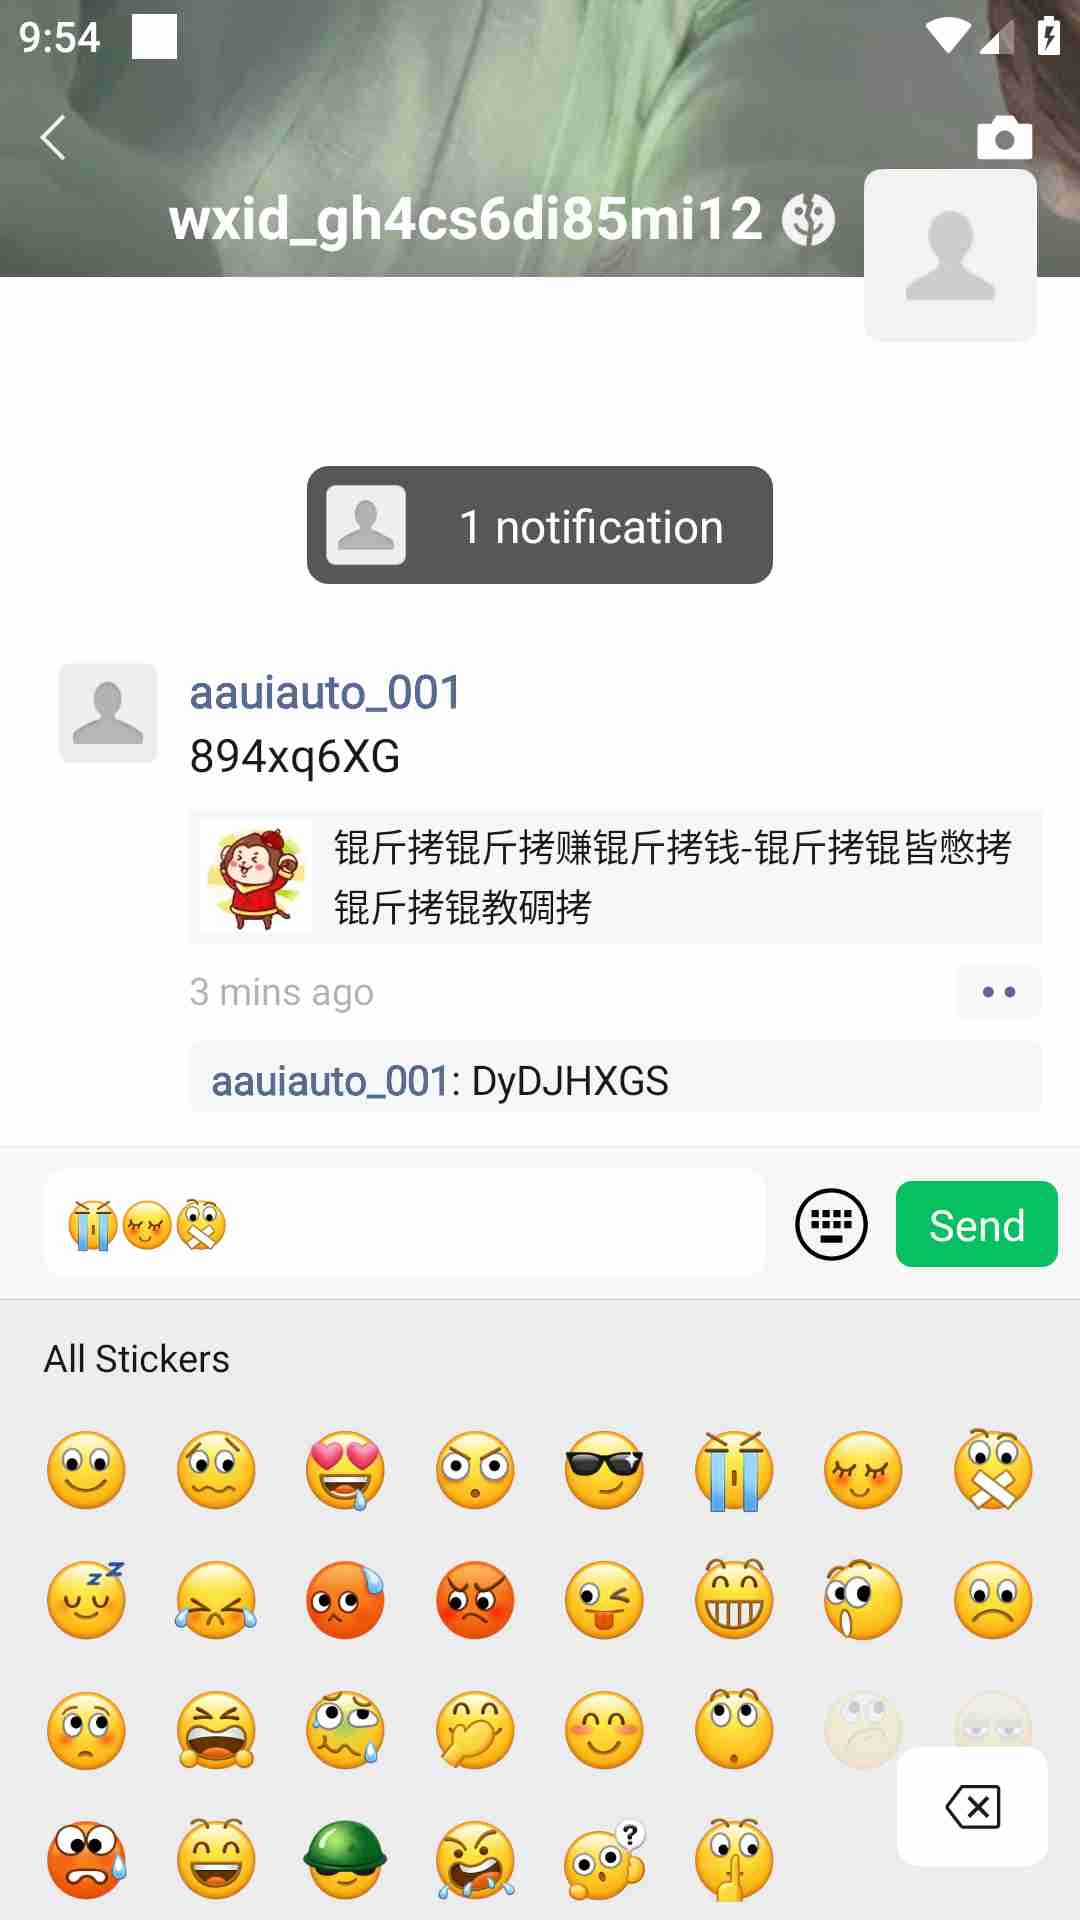 9:54
wxid_gh4cs6di85mi12
1 notification
aauiauto_001
894xq6XG
锟斤拷锟斤拷赚锟斤拷钱-锟斤拷锟皆憋拷
锟斤拷锟教碉拷
3 mins ago
aauiauto_001: DyDJHXGS
Send
All Stickers